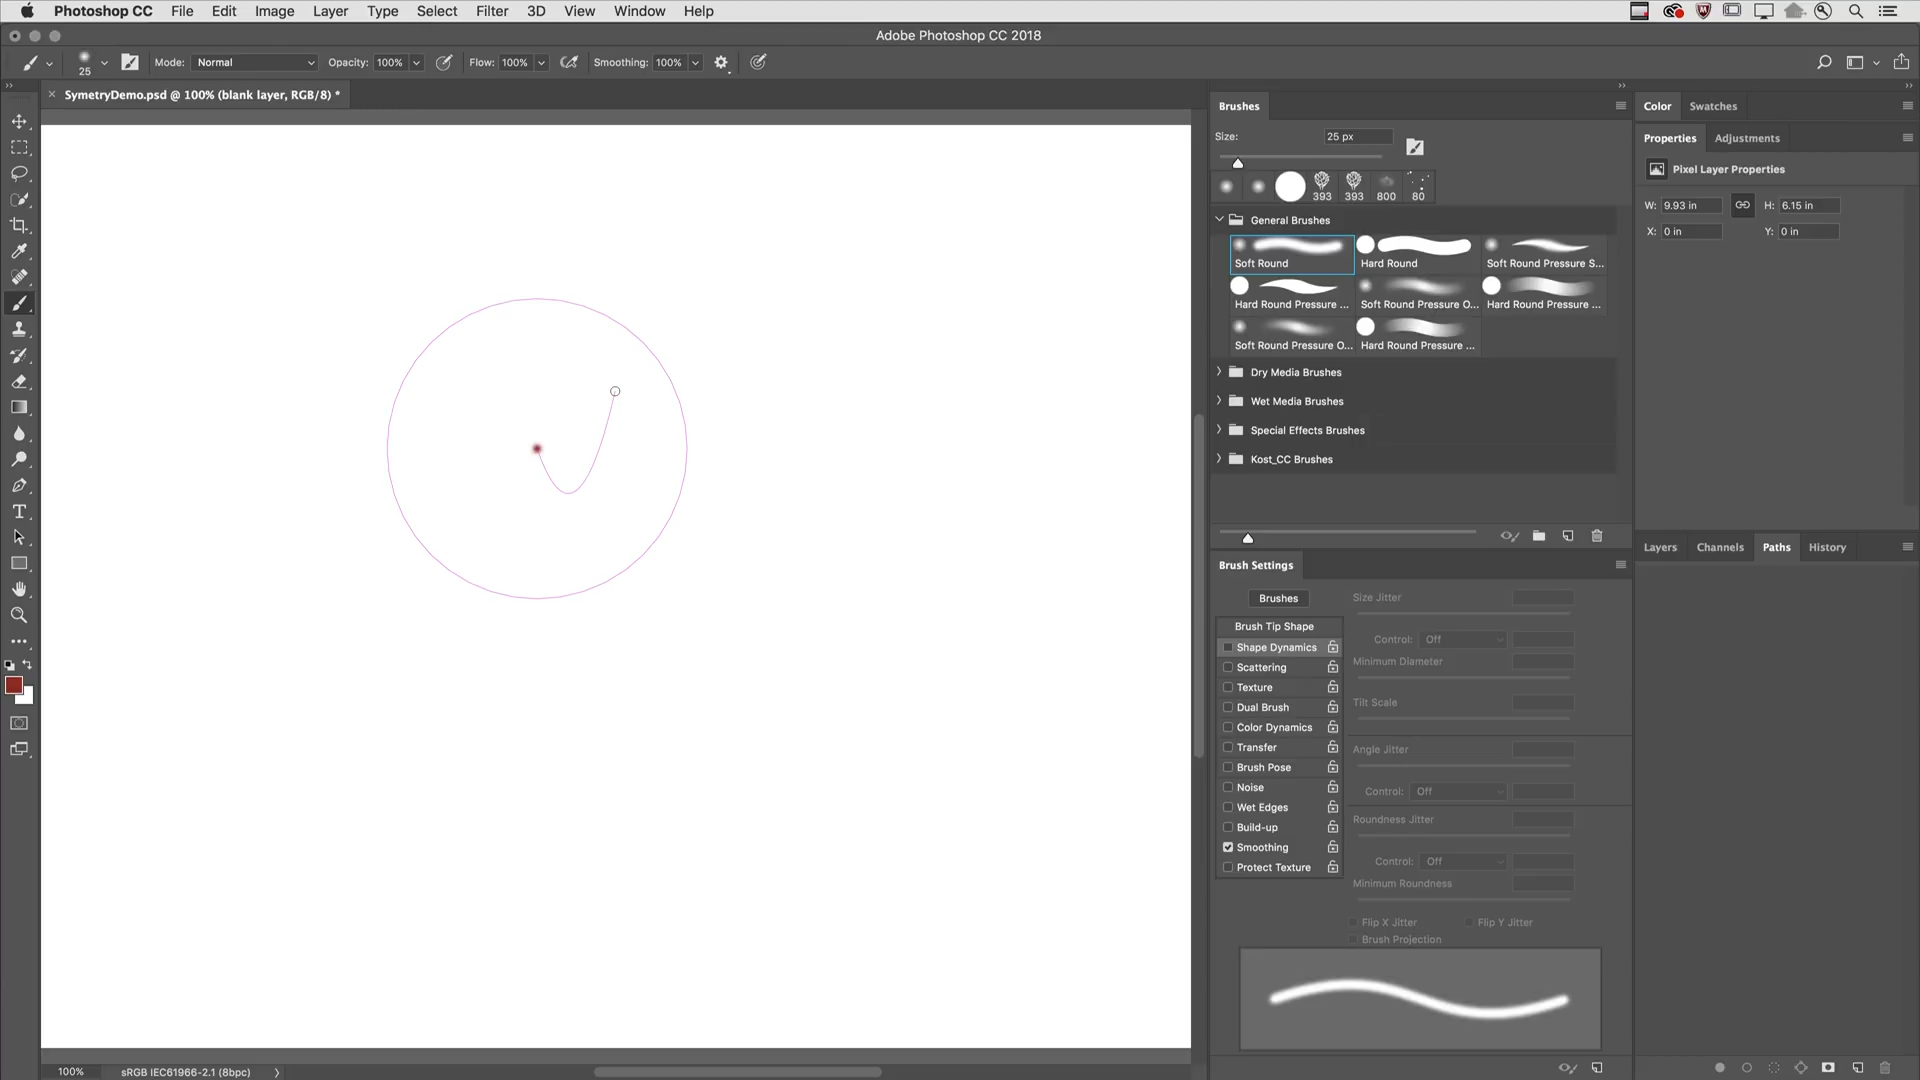 Photoshop CC File Edit Image Layer Type Select Filter 3D View Window Help
Adobe Photoshop CC 2018
25 Mode: Normal Opacity: 100% Flow: 100% Smoothing: 100%
× SymetryDemo.psd @ 100% (blank layer, RGB/8) *
Brushes
Size: 25 px
393 393 800 80
General Brushes
Soft Round Hard Round Soft Round Pressure S...
Hard Round Pressure ... Soft Round Pressure O... Hard Round Pressure ...
Soft Round Pressure O... Hard Round Pressure ...
Dry Media Brushes
Wet Media Brushes
Special Effects Brushes
Kost_CC Brushes
Brush Settings
Brushes
Brush Tip Shape
Shape Dynamics
Scattering
Texture
Dual Brush
Color Dynamics
Transfer
Brush Pose
Noise
Wet Edges
Build-up
Smoothing
Protect Texture
Size Jitter
Control: Off
Minimum Diameter
Tilt Scale
Angle Jitter
Control: Off
Roundness Jitter
Control: Off
Minimum Roundness
Flip X Jitter Flip Y Jitter
Brush Projection
Color Swatches
Properties Adjustments
Pixel Layer Properties
W: 9.93 in H: 6.15 in
X: 0 in Y: 0 in
Layers Channels Paths History
100% sRGB IEC61966-2.1 (8bpc)